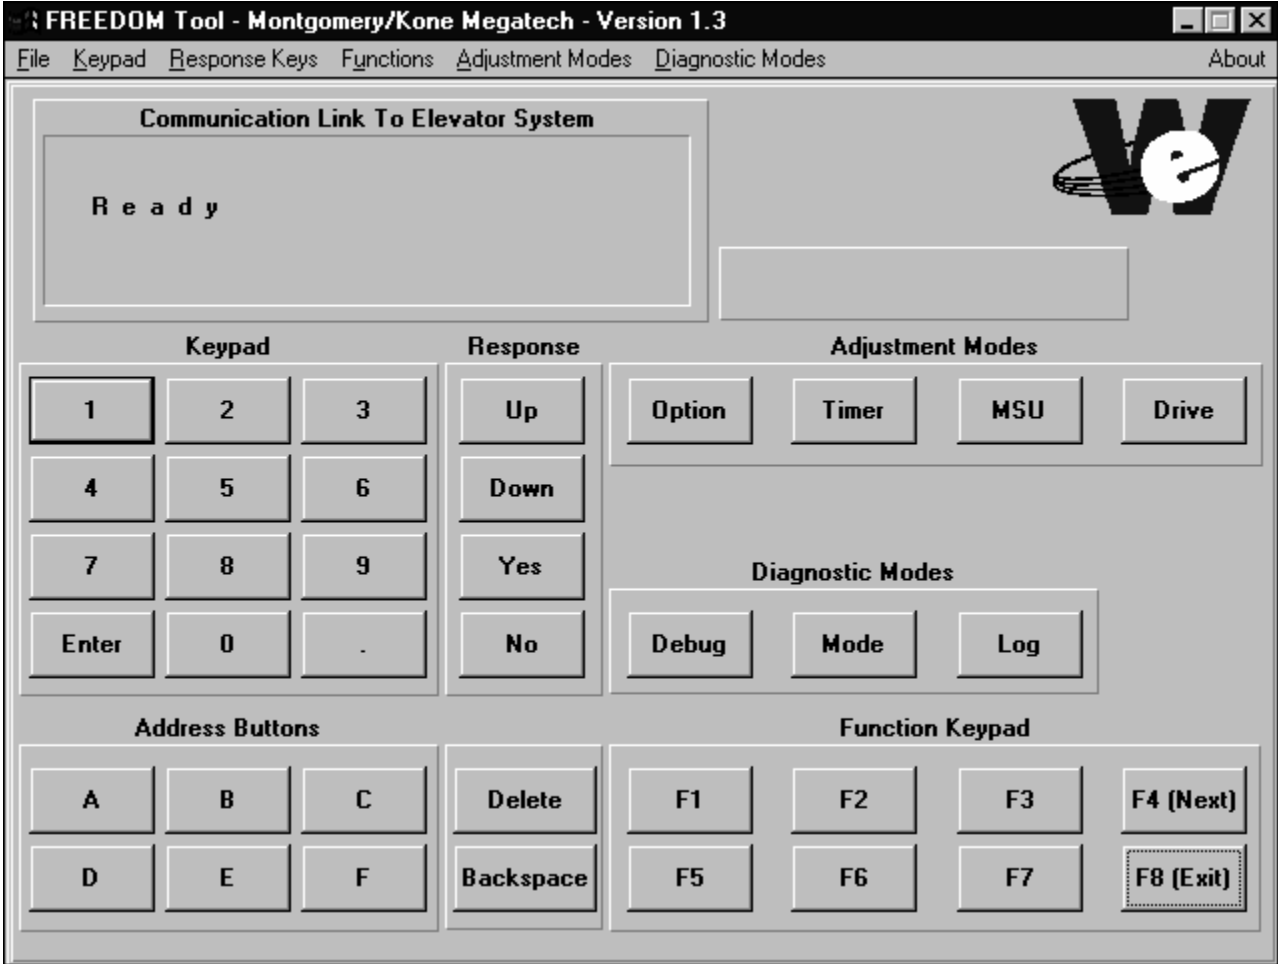 FREEDOM Tool - Montgomery/Kone Megatech - Version 1.3
File Keypad Response Keys Functions Adjustment Modes Diagnostic Modes About
Communication Link To Elevator System
R e a d y
We
Keypad Response Adjustment Modes
1 2 3 Up Option Timer MSU Drive
4 5 6 Down
7 8 9 Yes
Diagnostic Modes
Enter 0 . No Debug Mode Log
Address Buttons Function Keypad
A B C Delete F1 F2 F3 F4 (Next)
D E F Backspace F5 F6 F7 F8 (Exit)